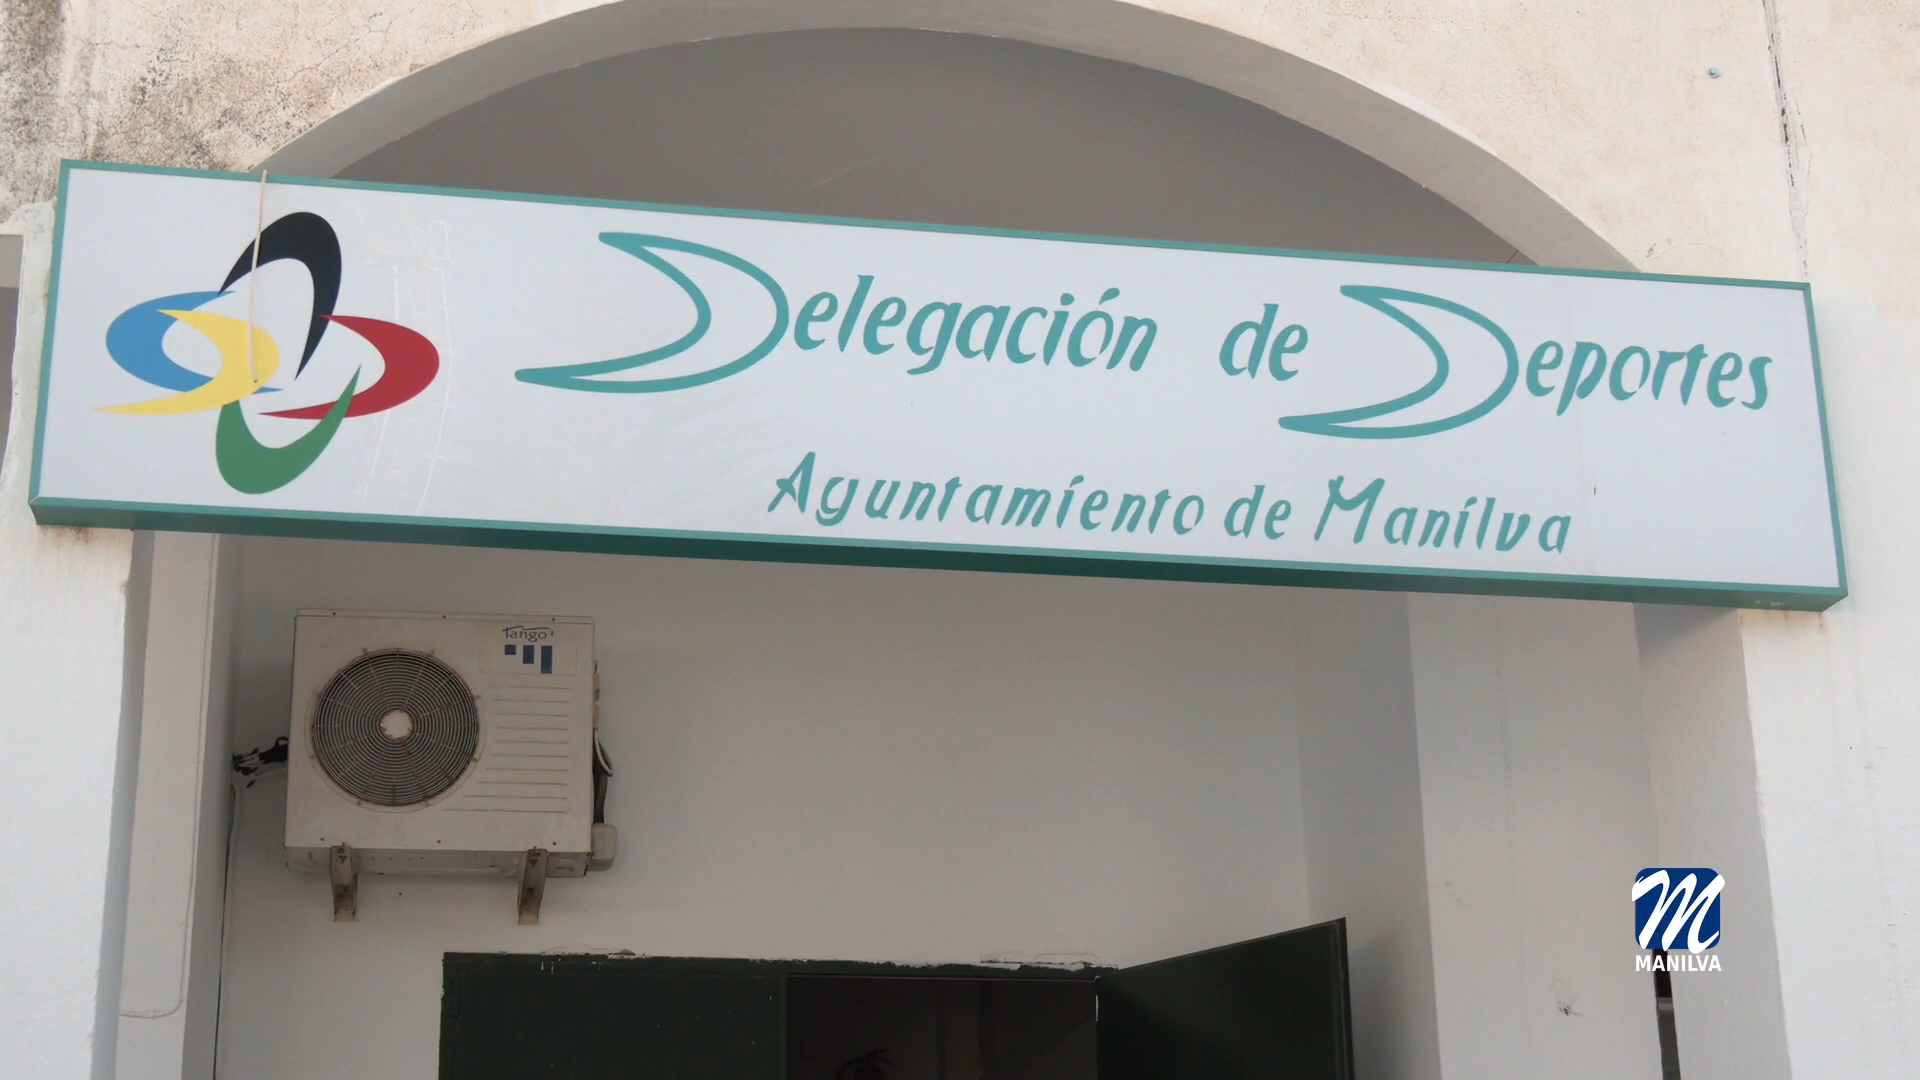 Delegación de Deportes
Ayuntamiento de Manilva
Tango
M
MANILVA